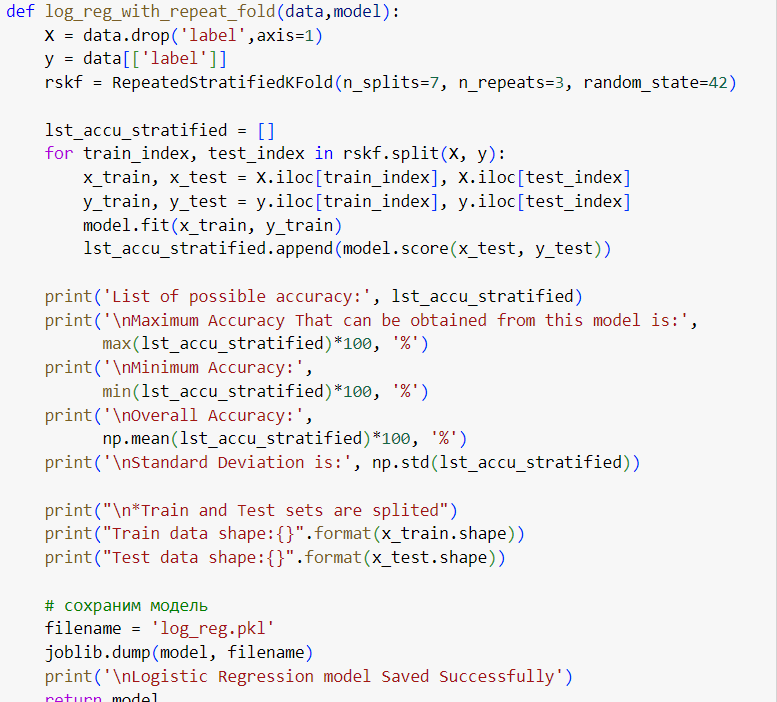 def log_reg_with_repeat_fold(data,model):
    X = data.drop('label',axis=1)
    y = data[['label']]
    rskf = RepeatedStratifiedKFold(n_splits=7, n_repeats=3, random_state=42)

    lst_accu_stratified = []
    for train_index, test_index in rskf.split(X, y):
        x_train, x_test = X.iloc[train_index], X.iloc[test_index]
        y_train, y_test = y.iloc[train_index], y.iloc[test_index]
        model.fit(x_train, y_train)
        lst_accu_stratified.append(model.score(x_test, y_test))

    print('List of possible accuracy:', lst_accu_stratified)
    print('\nMaximum Accuracy That can be obtained from this model is:',
          max(lst_accu_stratified)*100, '%')
    print('\nMinimum Accuracy:',
          min(lst_accu_stratified)*100, '%')
    print('\nOverall Accuracy:',
          np.mean(lst_accu_stratified)*100, '%')
    print('\nStandard Deviation is:', np.std(lst_accu_stratified))

    print("\n*Train and Test sets are splited")
    print("Train data shape:{}".format(x_train.shape))
    print("Test data shape:{}".format(x_test.shape))

    # сохраним модель
    filename = 'log_reg.pkl'
    joblib.dump(model, filename)
    print('\nLogistic Regression model Saved Successfully')
    return model